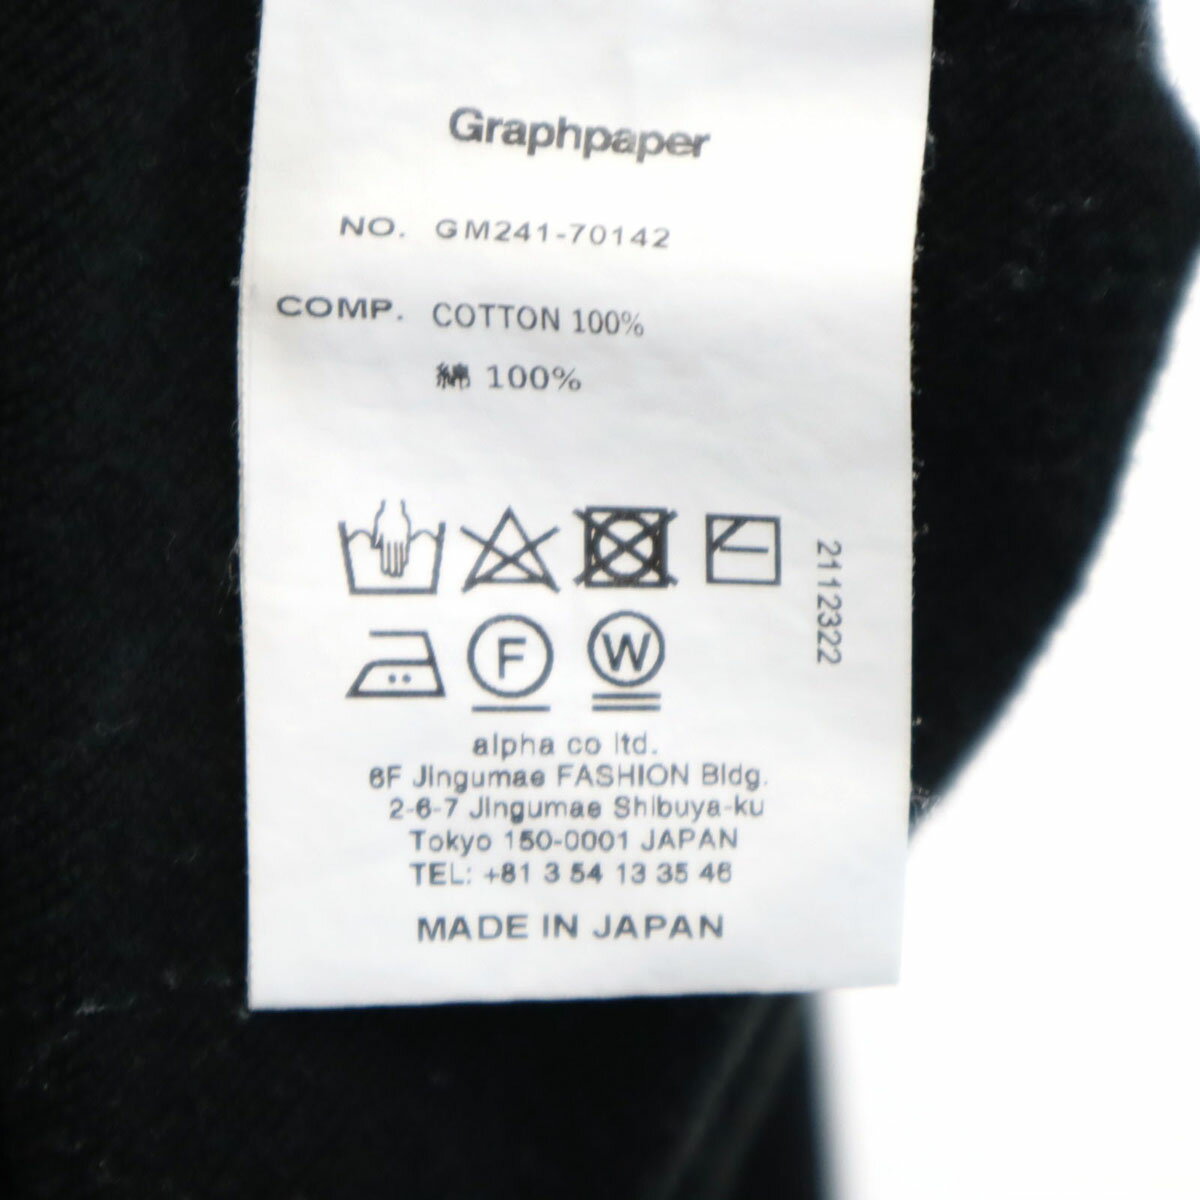 Graphpaper
NO. GM241-70142
COMP. COTTON 100%
綿 100%
2112322
F
W
alpha co ltd.
6F Jingumae FASHION Bldg.
2-6-7 Jingumae Shibuya-ku
Tokyo 150-0001 JAPAN
TEL: +81 3 54 13 35 46
MADE IN JAPAN